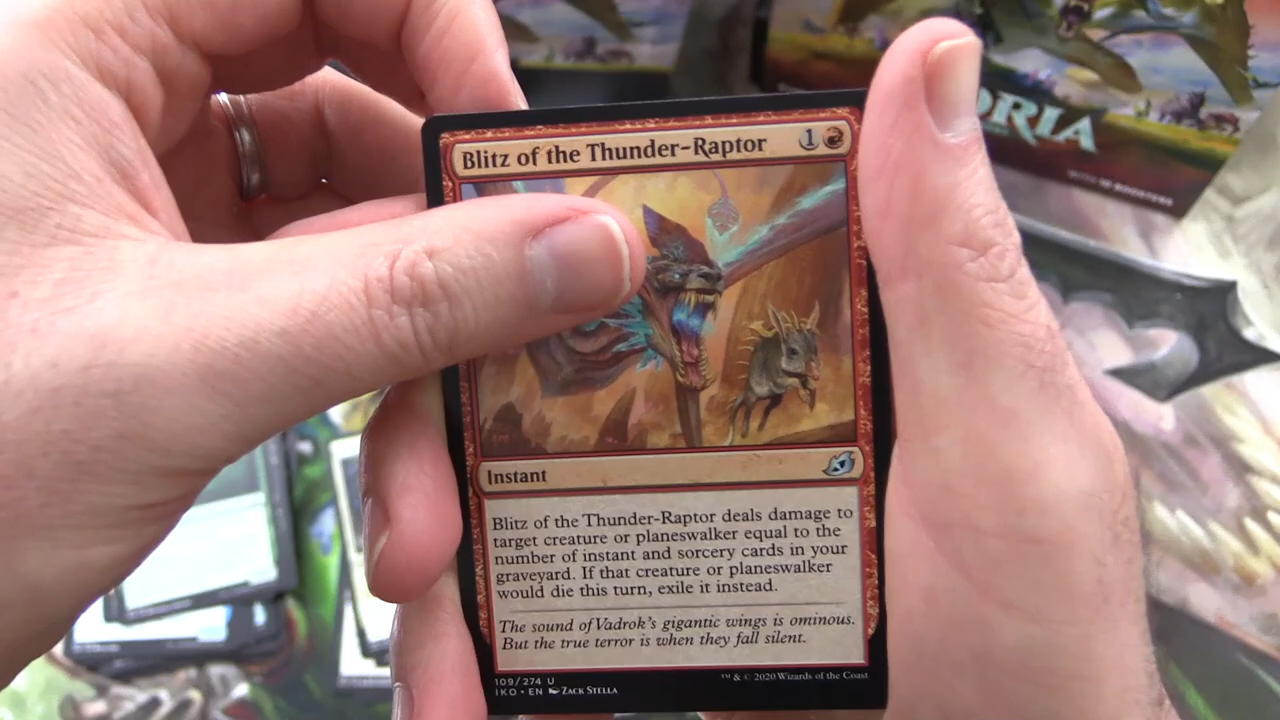 Blitz of the Thunder-Raptor 1
ORIA
WITH 10 BOOSTERS
Instant
Blitz of the Thunder-Raptor deals damage to
target creature or planeswalker equal to the
number of instant and sorcery cards in your
graveyard. If that creature or planeswalker
would die this turn, exile it instead.
The sound of Vadrok's gigantic wings is ominous.
But the true terror is when they fall silent.
109/274 U
IKO • EN ZACK STELLA
™ & © 2020 Wizards of the Coast